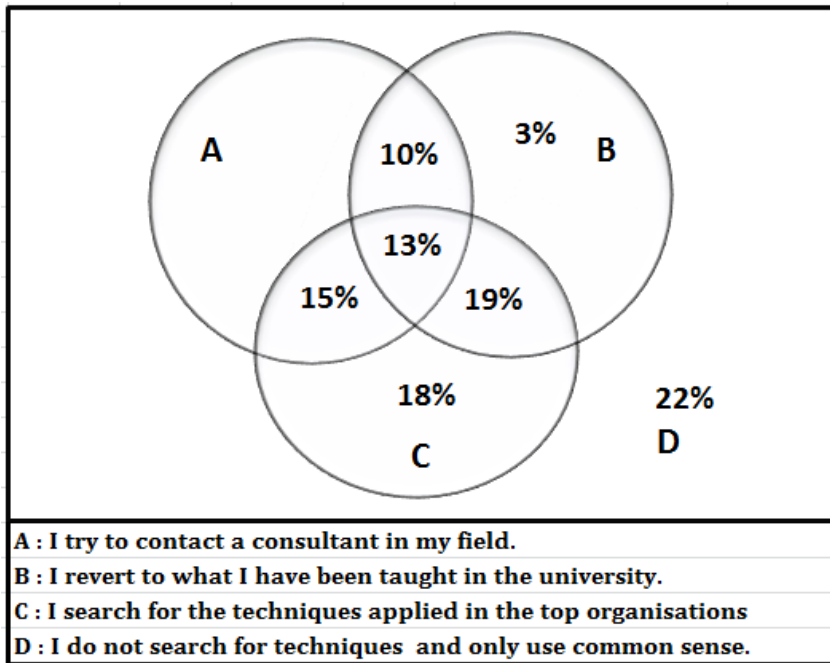 A
10%
3%
B
13%
15%
19%
18%
22%
C
D
A : I try to contact a consultant in my field.
B : I revert to what I have been taught in the university.
C : I search for the techniques applied in the top organisations
D : I do not search for techniques and only use common sense.